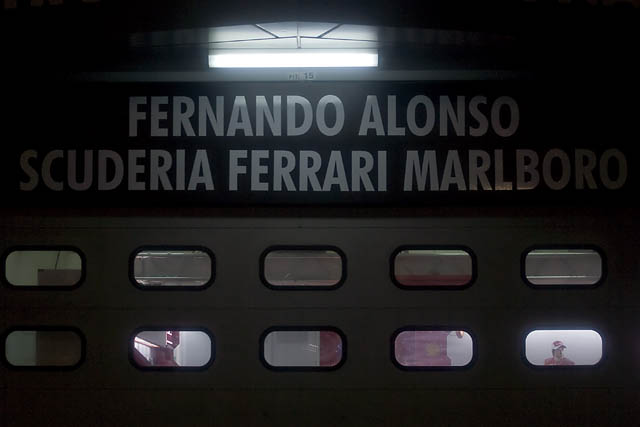 FERNANDO ALONSO
SCUDERIA FERRARI MARLBORO